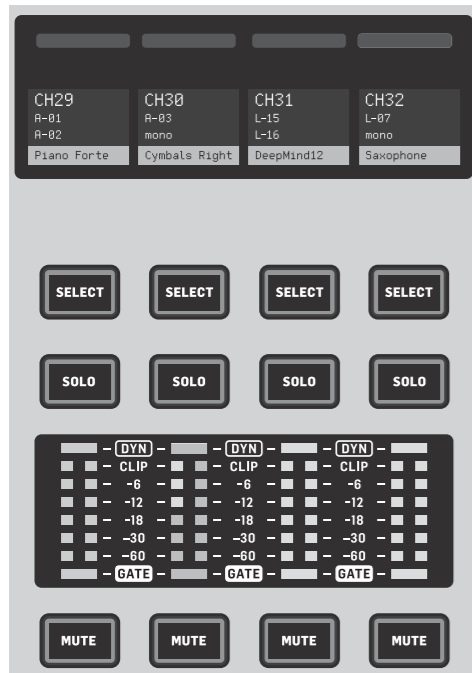 CH29 CH30 CH31 CH32
A-01 A-03 L-15 L-07
A-02 mono L-16 mono
Piano Forte Cymbals Right DeepMind12 Saxophone
SELECT SELECT SELECT SELECT
SOLO SOLO SOLO SOLO
DYN DYN DYN
CLIP CLIP CLIP
-6 -6 -6
-12 -12 -12
-18 -18 -18
-30 -30 -30
-60 -60 -60
GATE GATE GATE
MUTE MUTE MUTE MUTE